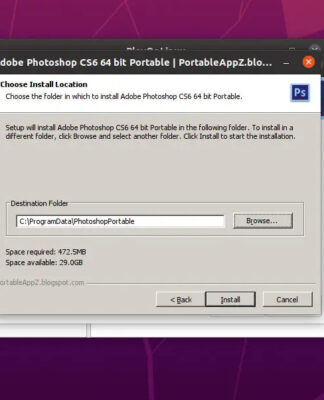 PlayOnLinux
dobe Photoshop CS6 64 bit Portable | PortableAppZ.blo...
Choose Install Location
Choose the folder in which to install Adobe Photoshop CS6 64 bit Portable.
Ps
Setup will install Adobe Photoshop CS6 64 bit Portable in the following folder. To install in a
different folder, click Browse and select another folder. Click Install to start the installation.
Destination Folder
C:\ProgramData\PhotoshopPortable
Browse...
Space required: 472.5MB
Space available: 29.0GB
ortableAppZ.blogspot.com
< Back
Install
Cancel